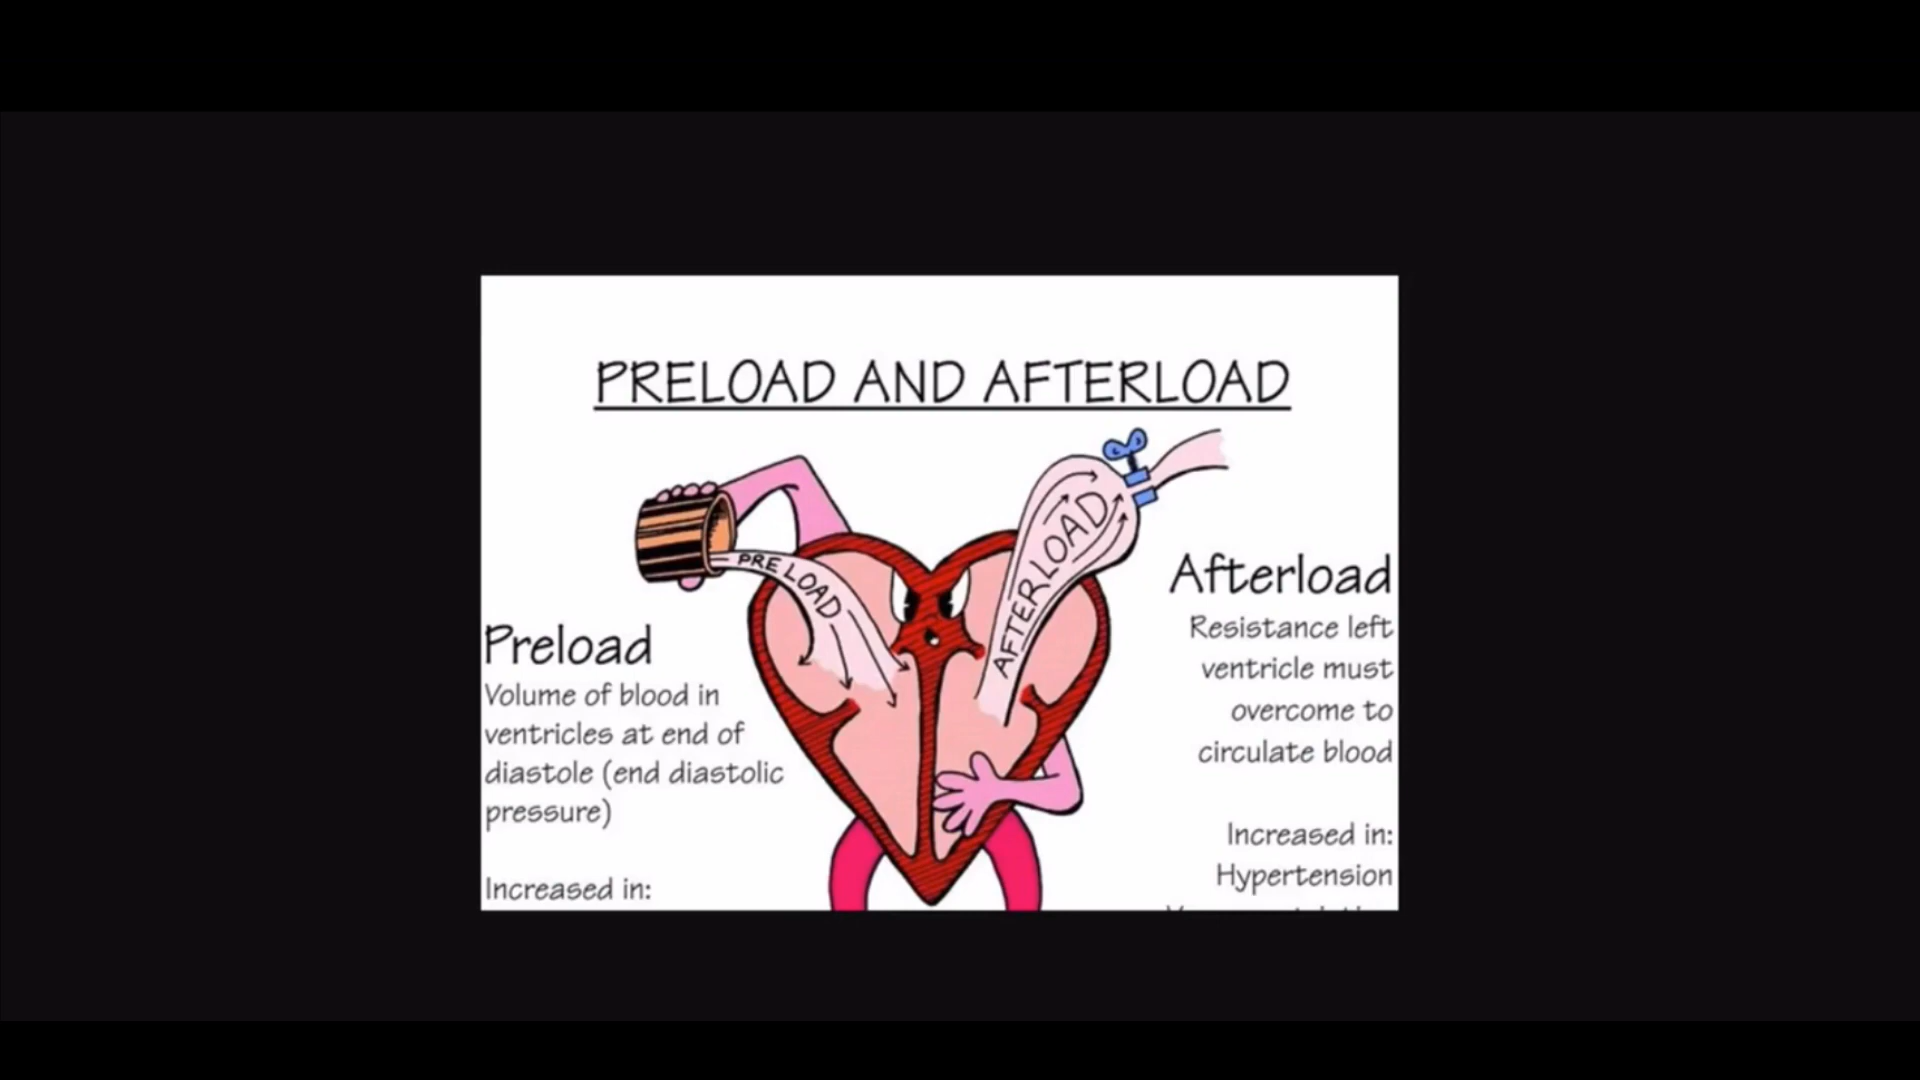 PRELOAD AND AFTERLOAD
PRELOAD
AFTERLOAD
Preload
Volume of blood in
ventricles at end of
diastole (end diastolic
pressure)
Increased in:
Afterload
Resistance left
ventricle must
overcome to
circulate blood
Increased in:
Hypertension